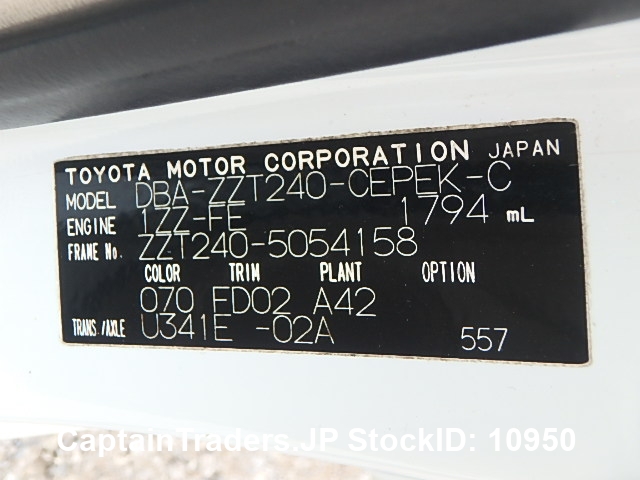 TOYOTA MOTOR CORPORATION JAPAN
MODEL DBA-ZZT240-CEPEK-C
ENGINE 1ZZ-FE 1794 mL
FRAME No. ZZT240-5054158
COLOR TRIM PLANT OPTION
070 FD02 A42
TRANS./AXLE U341E -02A 557
CaptainTraders.JP StockID: 10950